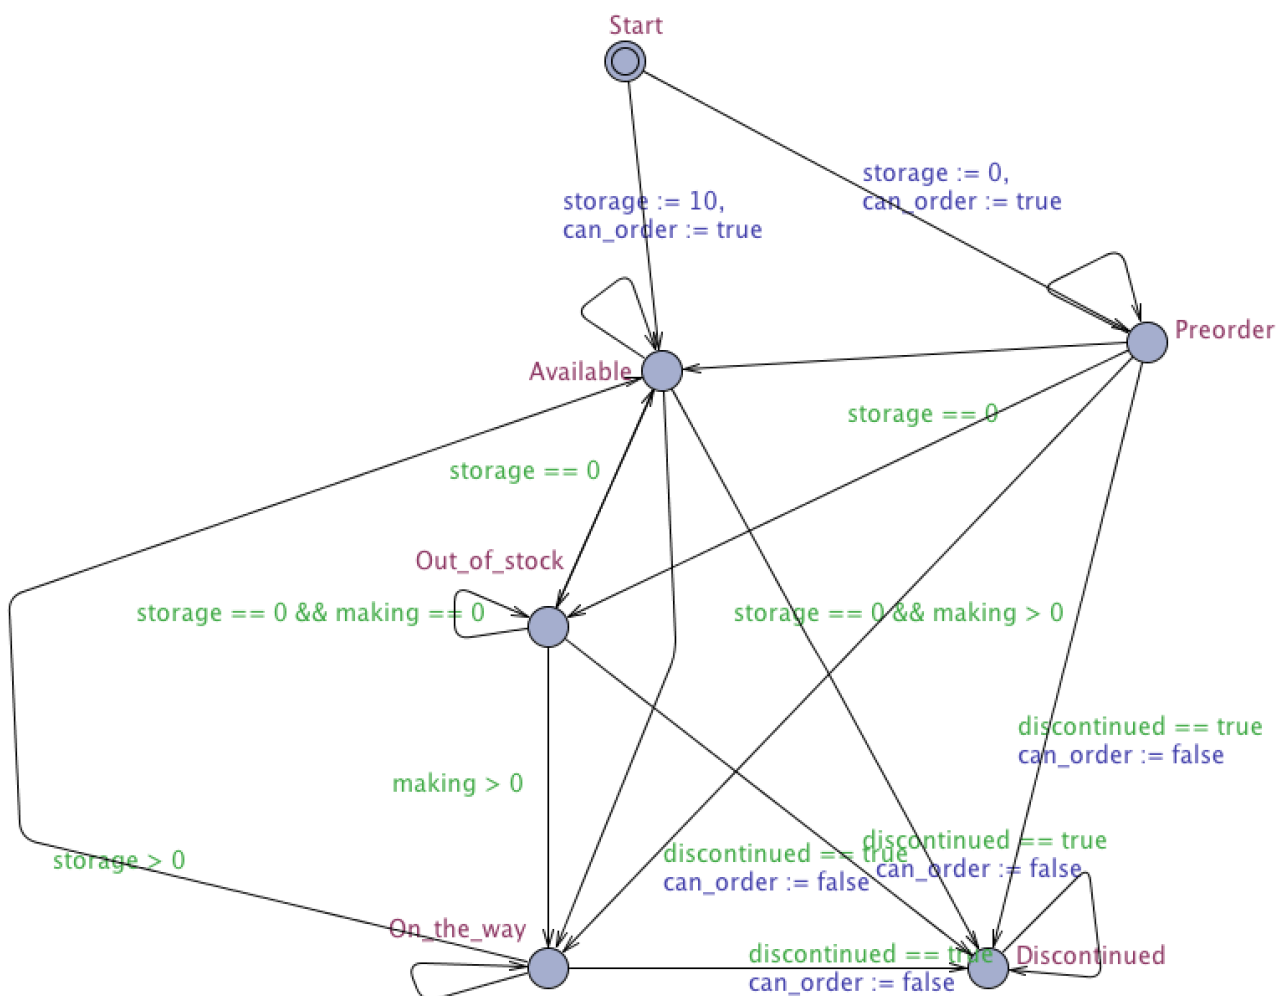 Start
storage := 0,
can_order := true
storage := 10,
can_order := true
Preorder
Available
storage == 0
storage == 0
Out_of_stock
storage == 0 && making == 0
storage == 0 && making > 0
discontinued == true
can_order := false
making > 0
discontinued == true
can_order := false
discontinued == true
can_order := false
storage > 0
On_the_way
discontinued == true
can_order := false
Discontinued